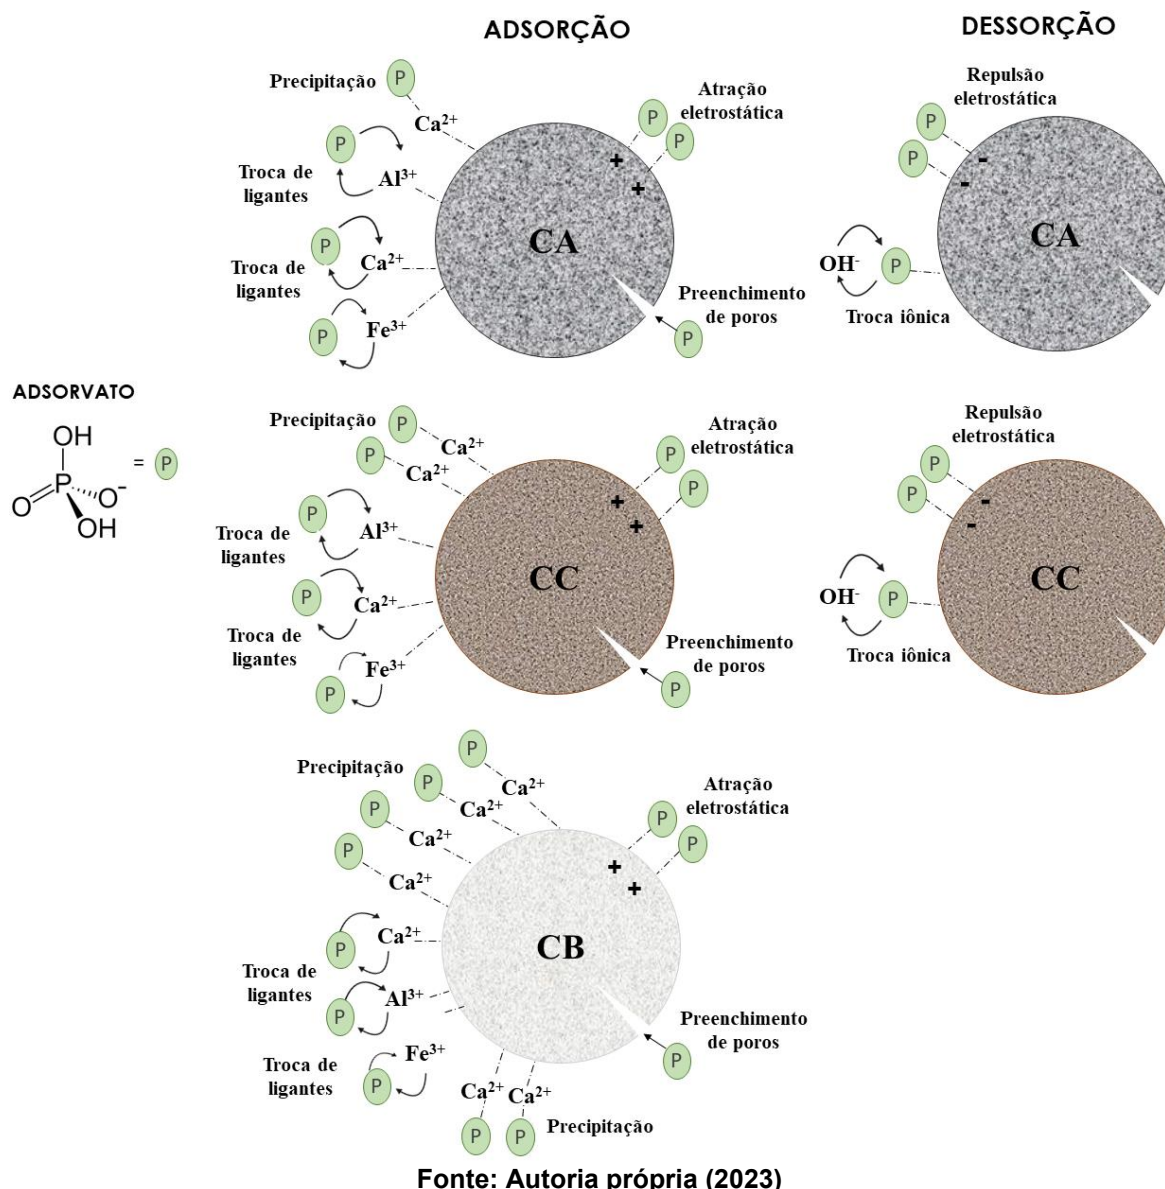 ADSORÇÃO
DESSORÇÃO
Precipitação
P
Ca²⁺
P
Al³⁺
Troca de
ligantes
P
Ca²⁺
Troca de
ligantes
P
Fe³⁺
CA
+
+
P
P
Atração
eletrostática
Preenchimento
de poros
P
Repulsão
eletrostática
P
P
-
-
CA
OH⁻
P
Troca iônica
ADSORVATO
OH
O
P
O⁻
OH
=
P
Precipitação
P
P
Ca²⁺
Ca²⁺
P
Al³⁺
Troca de
ligantes
P
Ca²⁺
Troca de
ligantes
P
Fe³⁺
CC
+
+
P
P
Atração
eletrostática
Preenchimento
de poros
P
Repulsão
eletrostática
P
P
-
-
CC
OH⁻
P
Troca iônica
Precipitação
P
Ca²⁺
P
Ca²⁺
P
Ca²⁺
P
Ca²⁺
P
Ca²⁺
Troca de
ligantes
P
Al³⁺
Troca de
ligantes
P
Fe³⁺
CB
+
+
P
P
Atração
eletrostática
Preenchimento
de poros
P
Ca²⁺
Ca²⁺
P
P
Precipitação
Fonte: Autoria própria (2023)